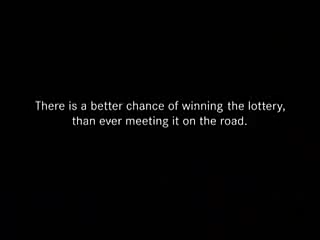 There is a better chance of winning the lottery,
than ever meeting it on the road.